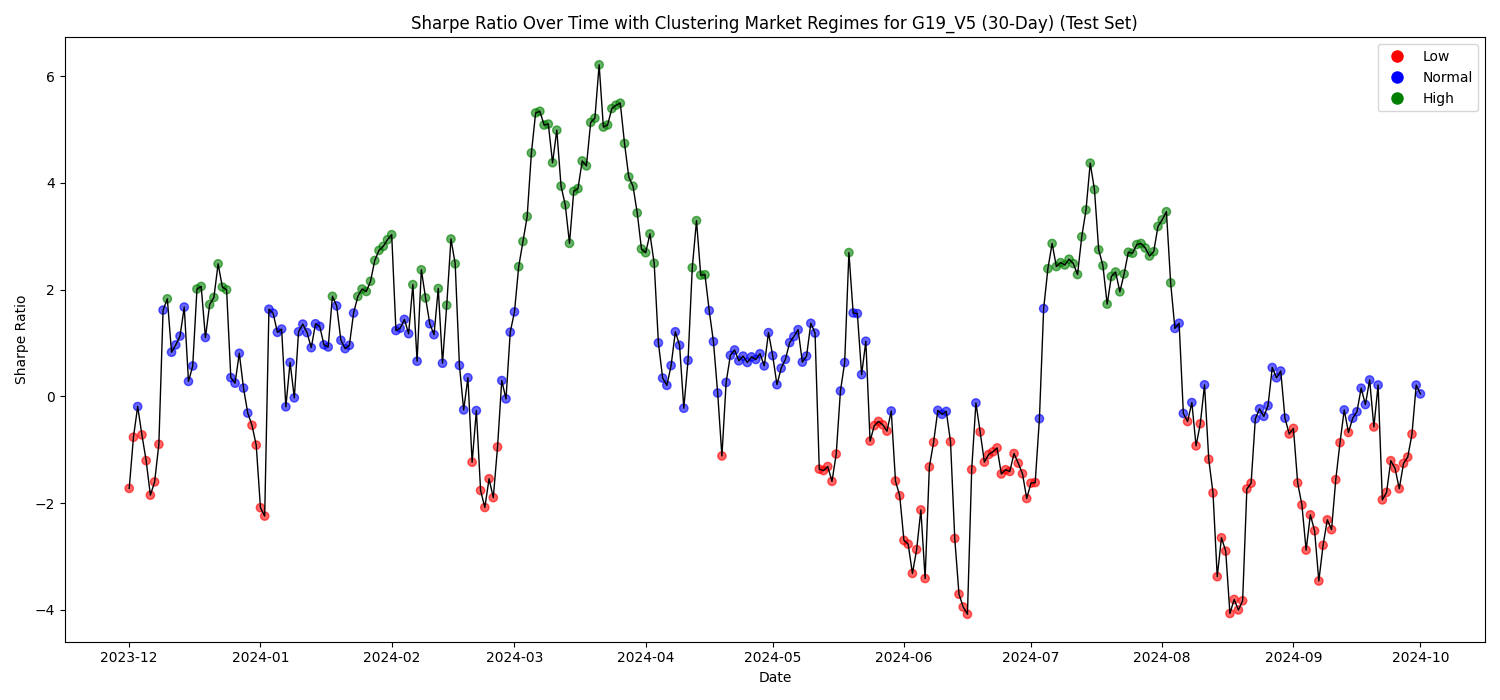 Sharpe Ratio Over Time with Clustering Market Regimes for G19_V5 (30-Day) (Test Set)
Low
Normal
High
Sharpe Ratio
6
4
2
0
−2
−4
2023-12 2024-01 2024-02 2024-03 2024-04 2024-05 2024-06 2024-07 2024-08 2024-09 2024-10
Date